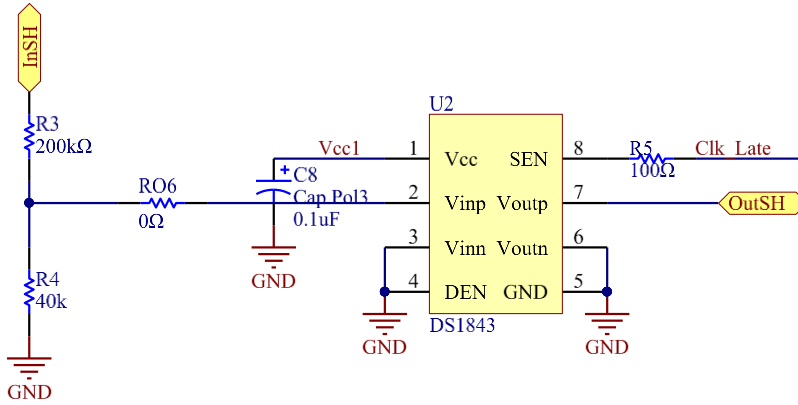 InSH
R3
200kΩ
RO6
0Ω
R4
40k
GND
Vcc1
C8
Cap Pol3
0.1uF
GND
U2
1
Vcc
SEN
8
2
Vinp
Voutp
7
3
Vinn
Voutn
6
4
DEN
GND
5
DS1843
GND
GND
R5
100Ω
Clk_Late
OutSH